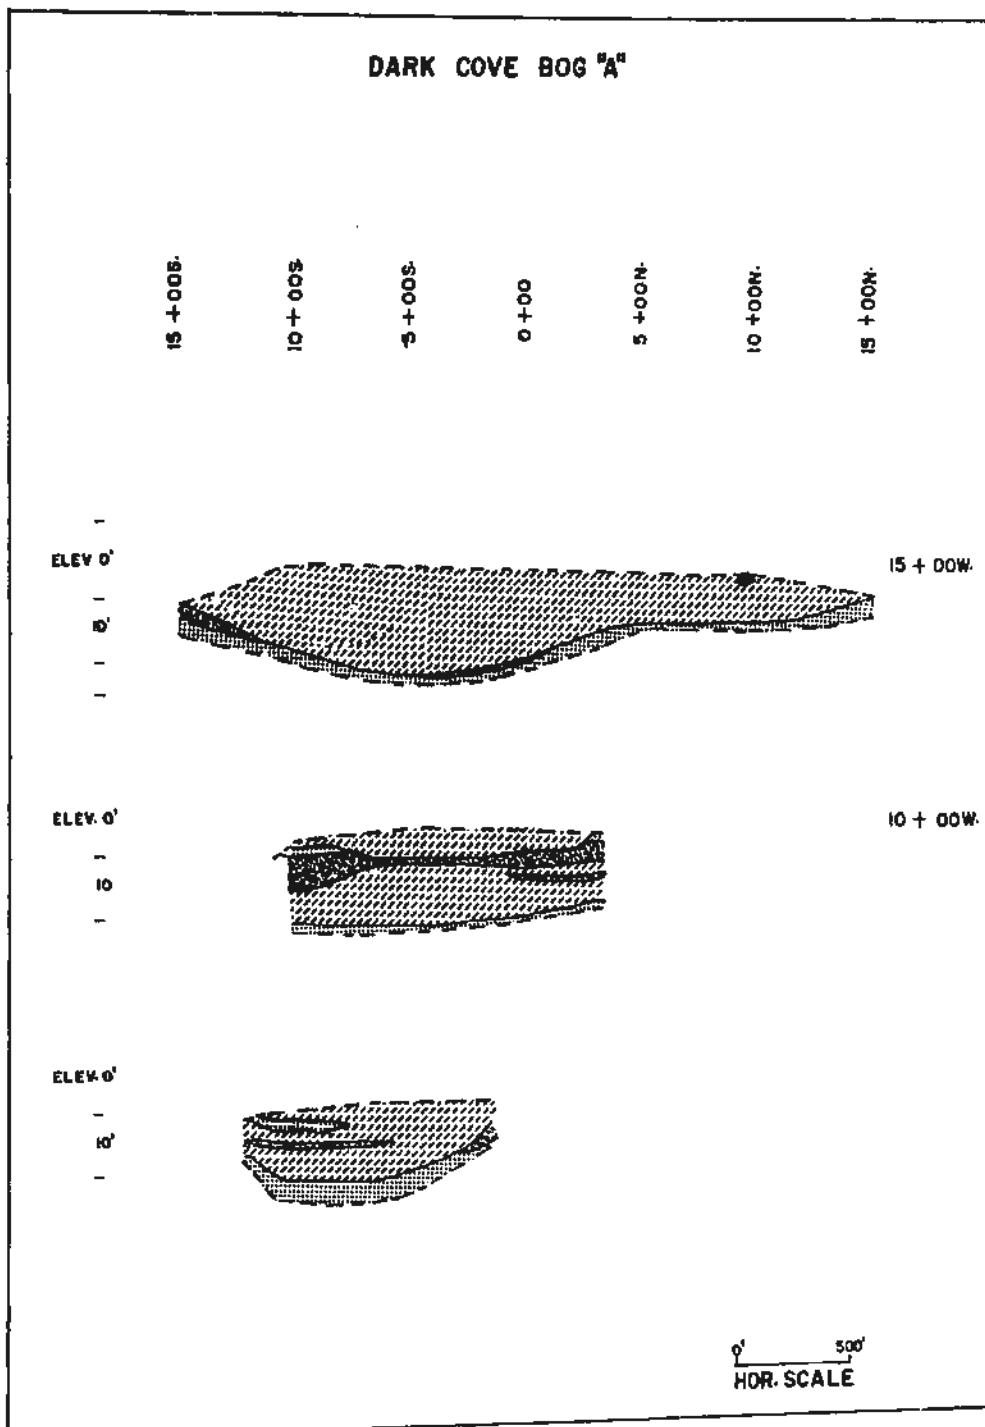 DARK COVE BOG "A"
15 +00S.
10 +00S.
5 +00S.
0 +00
5 +00N.
10 +00N.
15 +00N.
ELEV 0'
15 + 00W.
10'
ELEV. 0'
10 + 00W.
10
ELEV. 0'
10'
0' 500'
HOR. SCALE